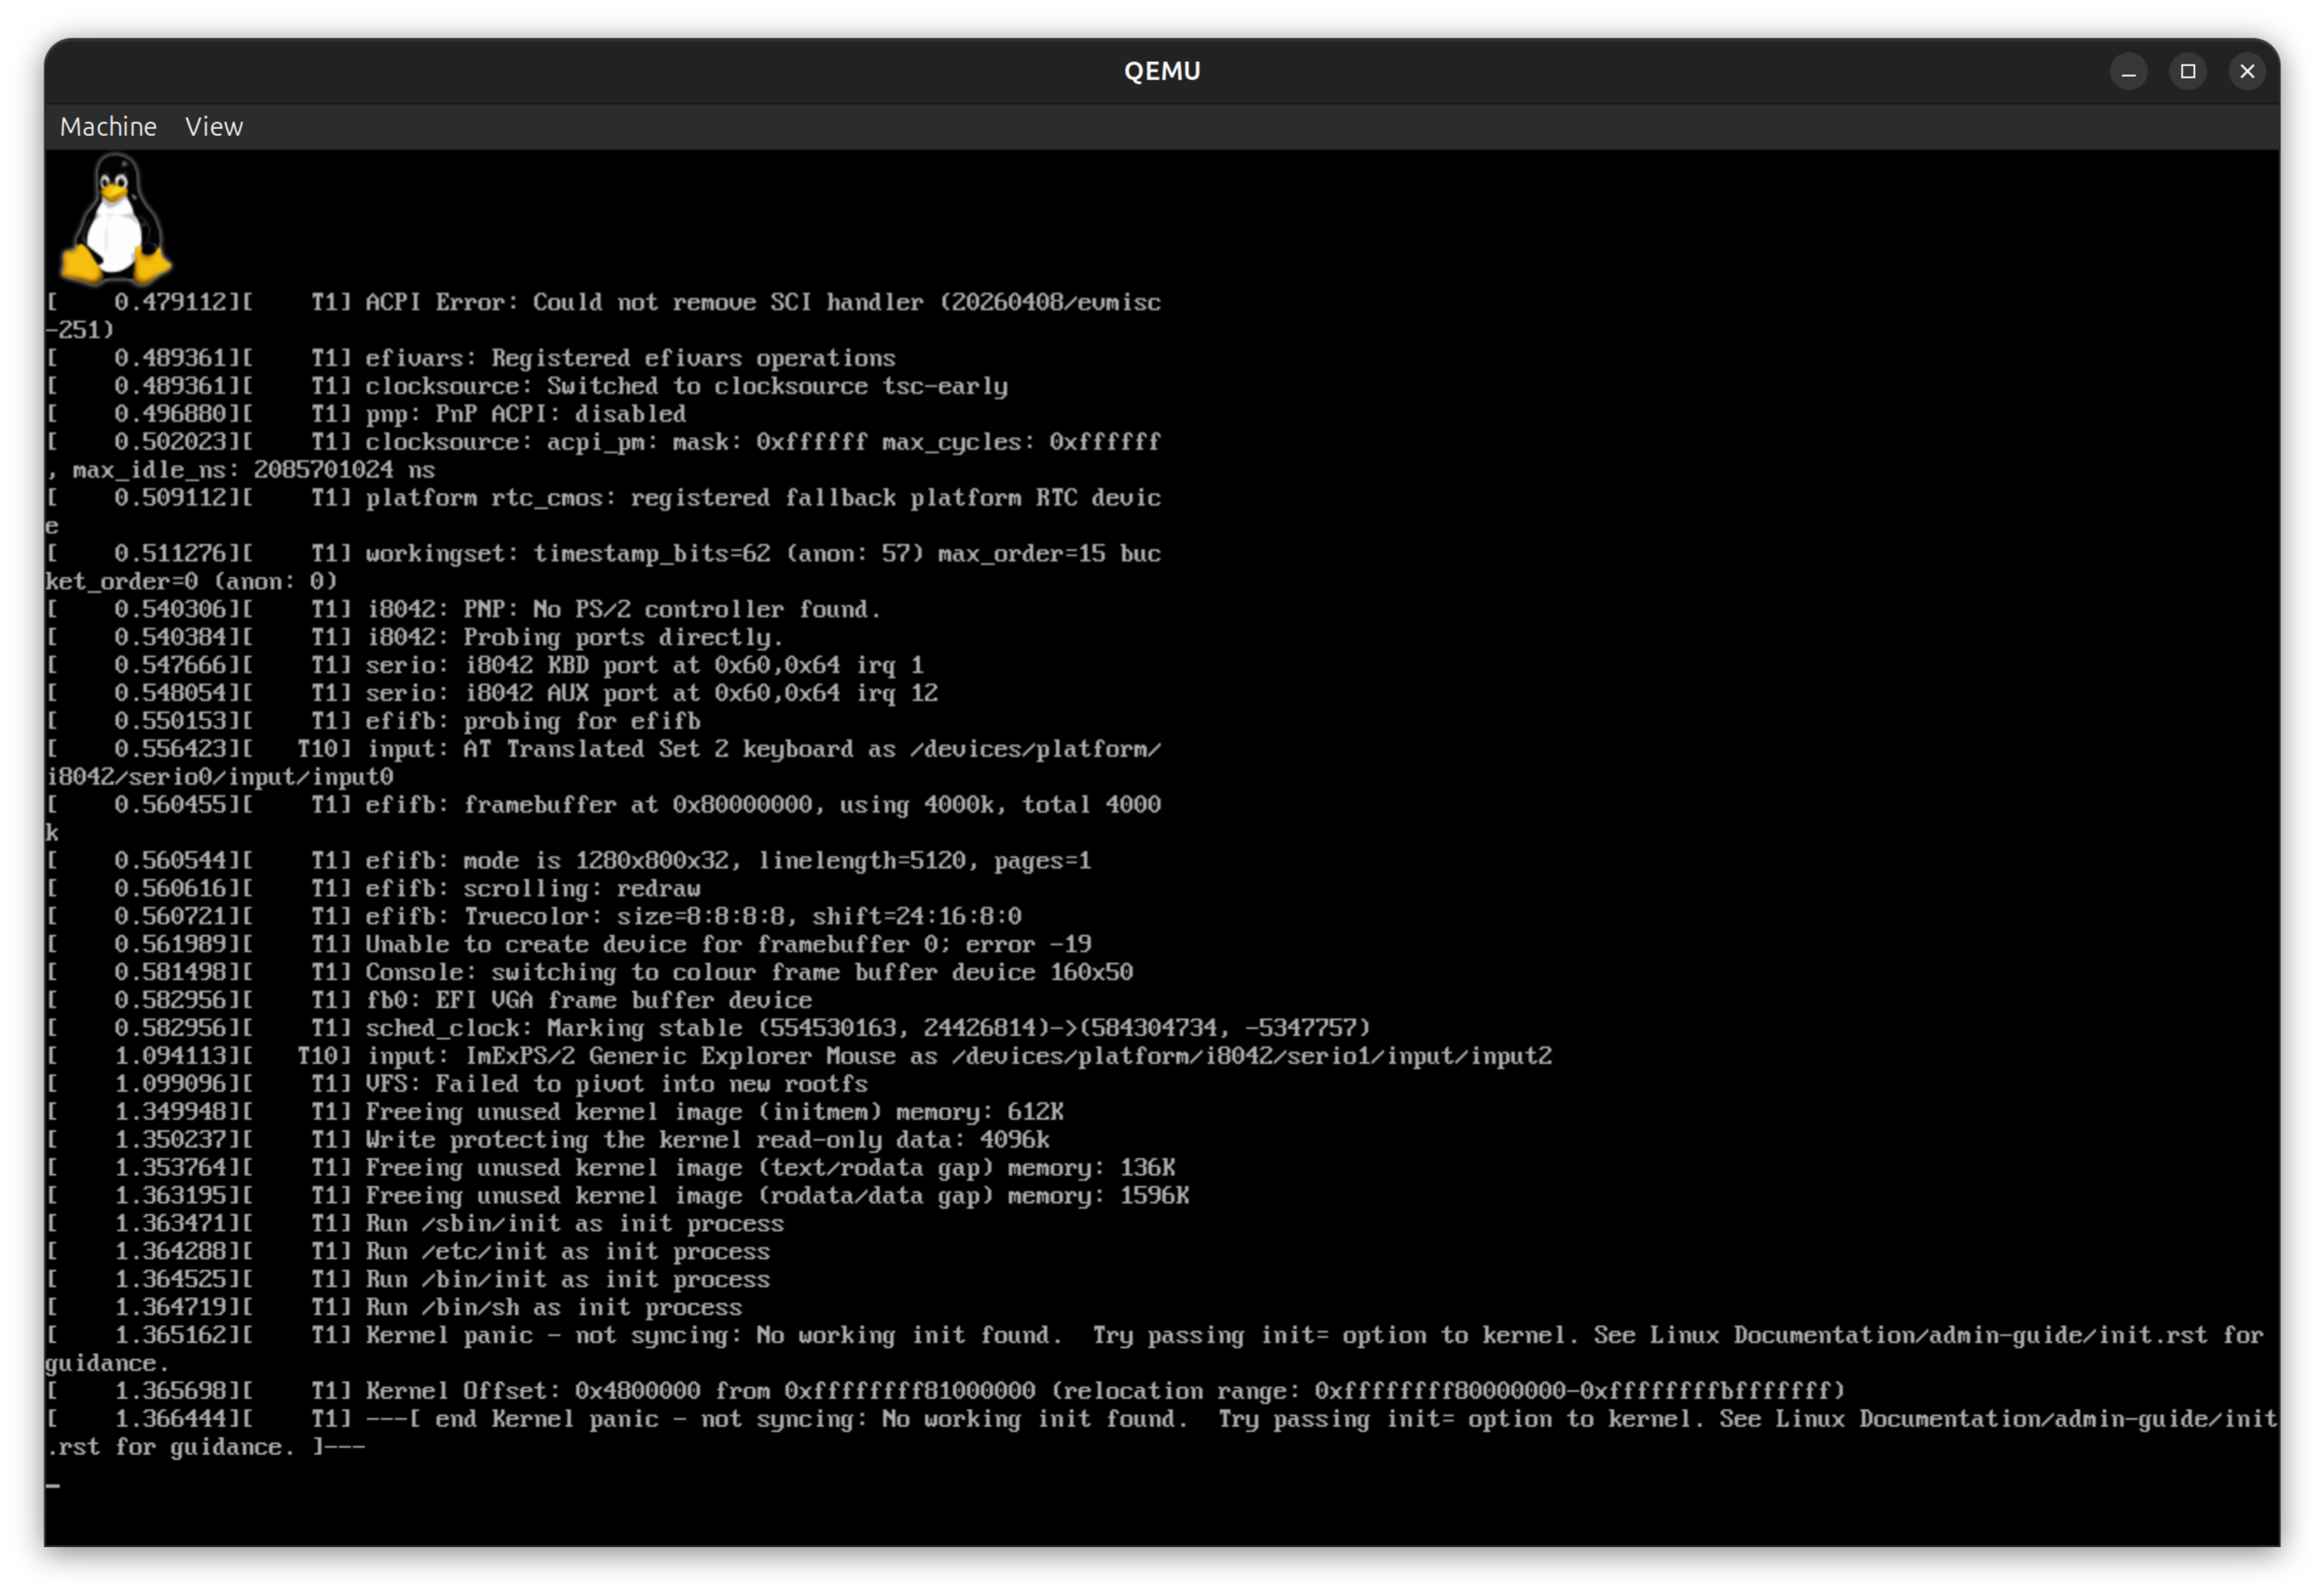 QEMU
Machine View
[    0.479112][    T1] ACPI Error: Could not remove SCI handler (20260408/evmisc
-251)
[    0.489361][    T1] efivars: Registered efivars operations
[    0.489361][    T1] clocksource: Switched to clocksource tsc-early
[    0.496880][    T1] pnp: PnP ACPI: disabled
[    0.502023][    T1] clocksource: acpi_pm: mask: 0xffffff max_cycles: 0xffffff
, max_idle_ns: 2085701024 ns
[    0.509112][    T1] platform rtc_cmos: registered fallback platform RTC devic
e
[    0.511276][    T1] workingset: timestamp_bits=62 (anon: 57) max_order=15 buc
ket_order=0 (anon: 0)
[    0.540306][    T1] i8042: PNP: No PS/2 controller found.
[    0.540384][    T1] i8042: Probing ports directly.
[    0.547666][    T1] serio: i8042 KBD port at 0x60,0x64 irq 1
[    0.548054][    T1] serio: i8042 AUX port at 0x60,0x64 irq 12
[    0.550153][    T1] efifb: probing for efifb
[    0.556423][   T10] input: AT Translated Set 2 keyboard as /devices/platform/
i8042/serio0/input/input0
[    0.560455][    T1] efifb: framebuffer at 0x80000000, using 4000k, total 4000
k
[    0.560544][    T1] efifb: mode is 1280x800x32, linelength=5120, pages=1
[    0.560616][    T1] efifb: scrolling: redraw
[    0.560721][    T1] efifb: Truecolor: size=8:8:8:8, shift=24:16:8:0
[    0.561989][    T1] Unable to create device for framebuffer 0; error -19
[    0.581498][    T1] Console: switching to colour frame buffer device 160x50
[    0.582956][    T1] fb0: EFI VGA frame buffer device
[    0.582956][    T1] sched_clock: Marking stable (554530163, 24426814)->(584304734, -5347757)
[    1.094113][   T10] input: ImExPS/2 Generic Explorer Mouse as /devices/platform/i8042/serio1/input/input2
[    1.099096][    T1] VFS: Failed to pivot into new rootfs
[    1.349948][    T1] Freeing unused kernel image (initmem) memory: 612K
[    1.350237][    T1] Write protecting the kernel read-only data: 4096k
[    1.353764][    T1] Freeing unused kernel image (text/rodata gap) memory: 136K
[    1.363195][    T1] Freeing unused kernel image (rodata/data gap) memory: 1596K
[    1.363471][    T1] Run /sbin/init as init process
[    1.364288][    T1] Run /etc/init as init process
[    1.364525][    T1] Run /bin/init as init process
[    1.364719][    T1] Run /bin/sh as init process
[    1.365162][    T1] Kernel panic - not syncing: No working init found.  Try passing init= option to kernel. See Linux Documentation/admin-guide/init.rst for
guidance.
[    1.365698][    T1] Kernel Offset: 0x4800000 from 0xffffffff81000000 (relocation range: 0xffffffff80000000-0xffffffffbfffffff)
[    1.366444][    T1] ---[ end Kernel panic - not syncing: No working init found.  Try passing init= option to kernel. See Linux Documentation/admin-guide/init
.rst for guidance. ]---